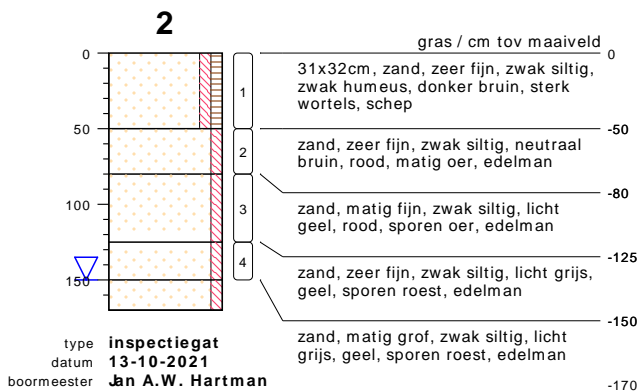 2
gras / cm tov maaiveld
0
0
31x32cm, zand, zeer fijn, zwak siltig,
zwak humeus, donker bruin, sterk
wortels, schep
1
50
-50
zand, zeer fijn, zwak siltig, neutraal
bruin, rood, matig oer, edelman
2
-80
zand, matig fijn, zwak siltig, licht
geel, rood, sporen oer, edelman
3
100
-125
zand, zeer fijn, zwak siltig, licht grijs,
geel, sporen roest, edelman
4
150
-150
zand, matig grof, zwak siltig, licht
grijs, geel, sporen roest, edelman
-170
type inspectiegat
datum 13-10-2021
boormeester Jan A.W. Hartman